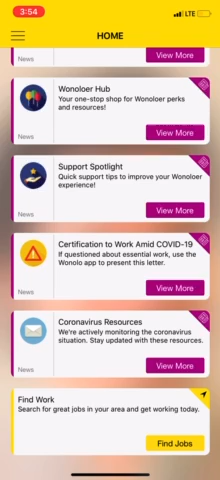 3:54
LTE
HOME
View More
News
Wonoloer Hub
Your one-stop shop for Wonoloer perks
and resources!
View More
News
Support Spotlight
Quick support tips to improve your Wonoloer
experience!
View More
News
Certification to Work Amid COVID-19
If questioned about essential work, use the
Wonolo app to present this letter.
View More
News
Coronavirus Resources
We're actively monitoring the coronavirus
situation. Stay updated with these resources.
View More
News
Find Work
Search for great jobs in your area and get working today.
Find Jobs